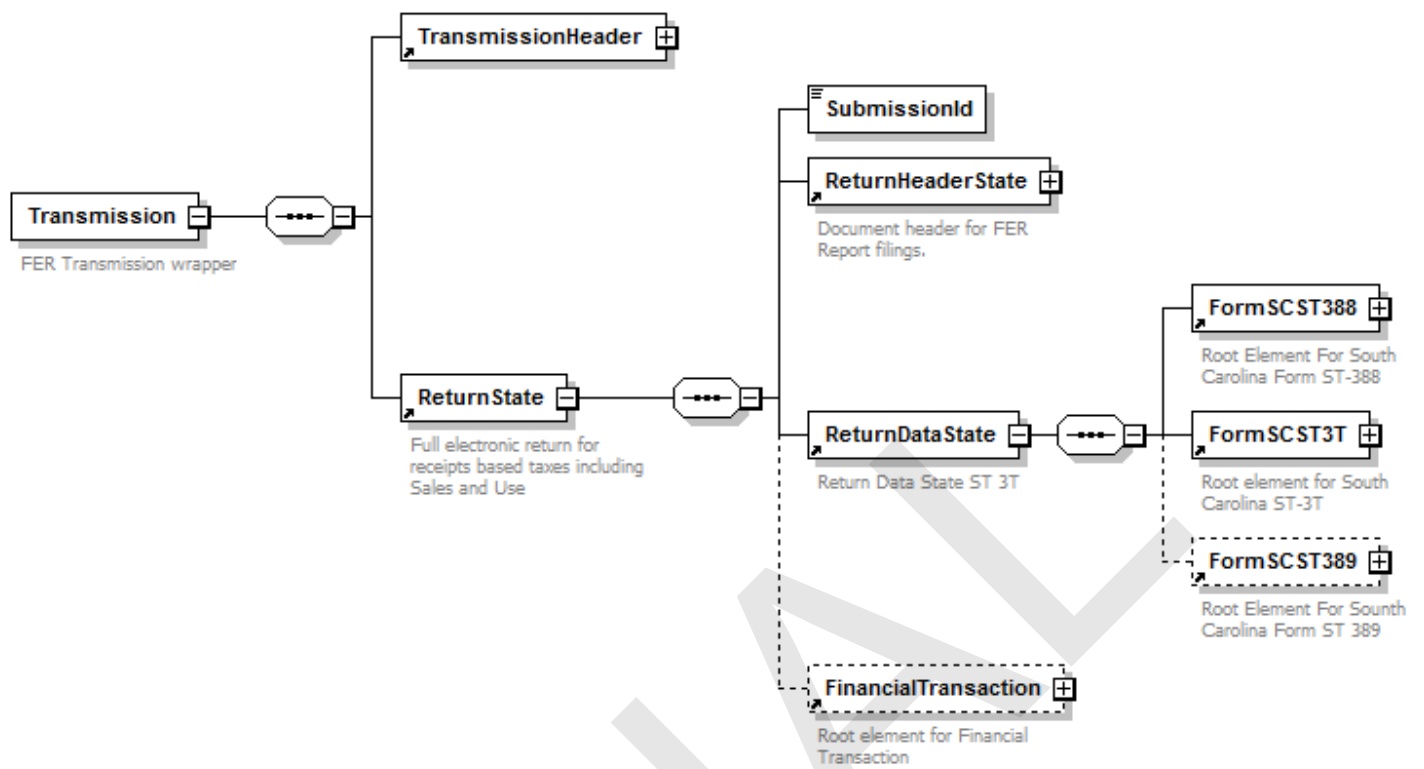 TransmissionHeader
SubmissionId
ReturnHeaderState
Document header for FER
Report filings.
Transmission
FER Transmission wrapper
FormSCST388
Root Element For South
Carolina Form ST-388
ReturnState
Full electronic return for
receipts based taxes including
Sales and Use
ReturnDataState
Return Data State ST 3T
FormSCST3T
Root element for South
Carolina ST-3T
FormSCST389
Root Element For Sounth
Carolina Form ST 389
FinancialTransaction
Root element for Financial
Transaction